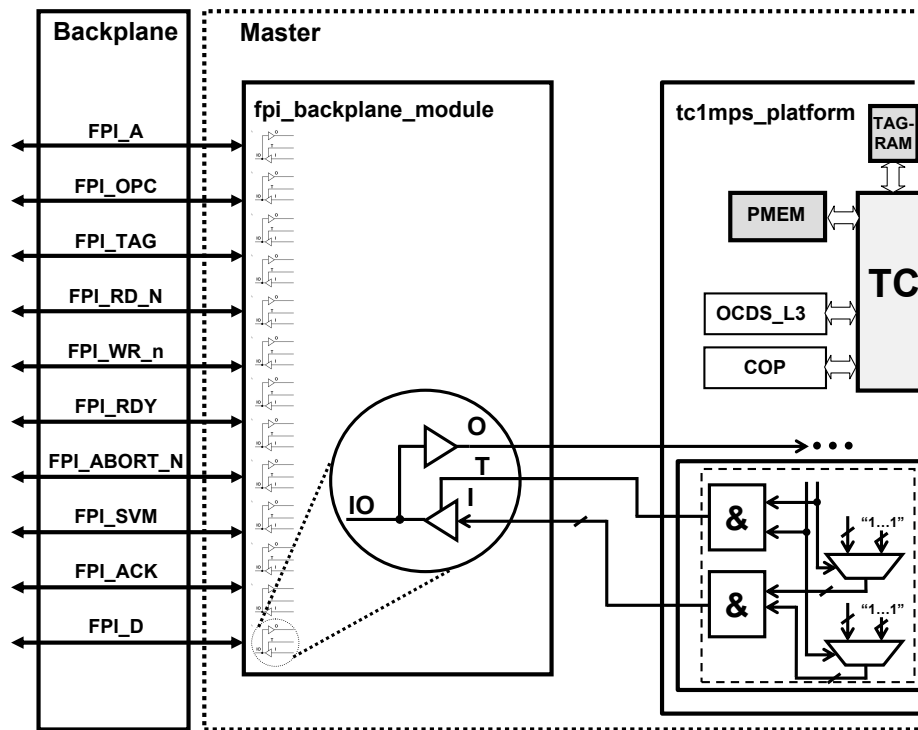 Backplane
Master
fpi_backplane_module
tc1mps_platform
FPI_A
FPI_OPC
FPI_TAG
FPI_RD_N
FPI_WR_n
FPI_RDY
FPI_ABORT_N
FPI_SVM
FPI_ACK
FPI_D
O
T
I
IO
TAG-
RAM
PMEM
TC
OCDS_L3
COP
&
“1...1”
&
“1...1”